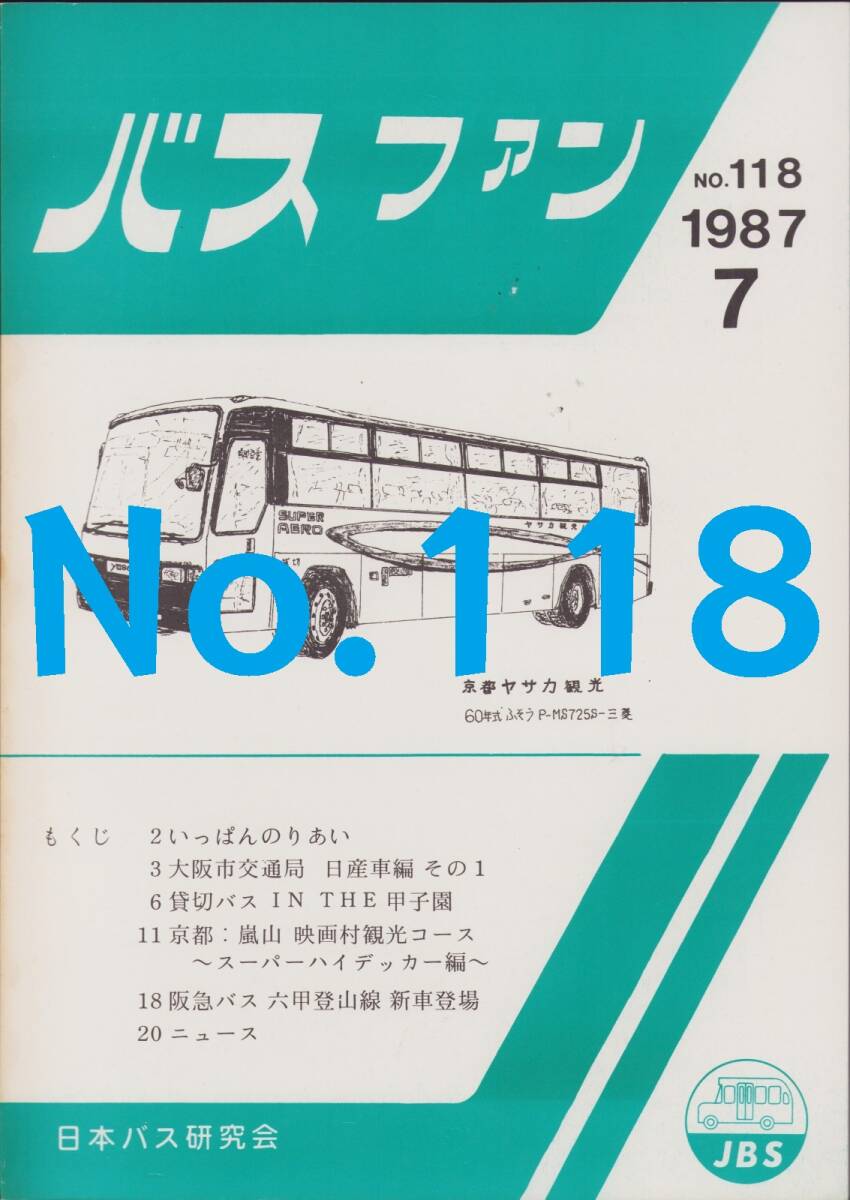 バスファン
NO.118
1987
7
SUPER
AERO
ヤサカ観光
No.118
京都ヤサカ観光
60年式ふそうP-MS725S-三菱
もくじ 2いっぱんのりあい
3大阪市交通局 日産車編 その1
6貸切バス IN THE 甲子園
11京都:嵐山 映画村観光コース
～スーパーハイデッカー編～
18阪急バス 六甲登山線 新車登場
20ニュース
日本バス研究会
JBS